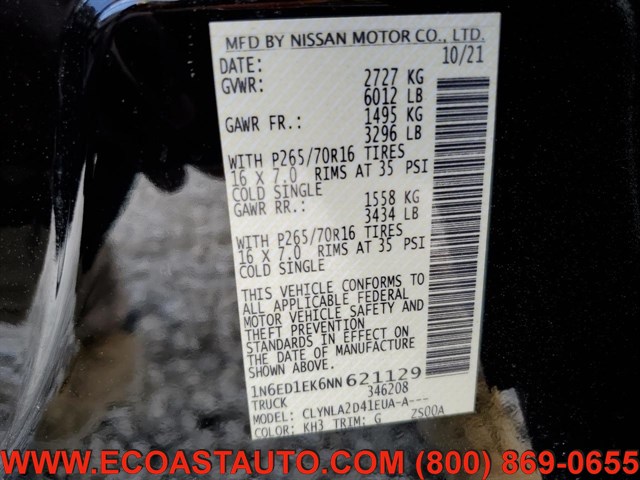 MFD BY NISSAN MOTOR CO., LTD.
DATE: 10/21
GVWR: 2727 KG
6012 LB
GAWR FR.: 1495 KG
3296 LB
WITH P265/70R16 TIRES
16 X 7.0 RIMS AT 35 PSI
COLD SINGLE
GAWR RR.: 1558 KG
3434 LB
WITH P265/70R16 TIRES
16 X 7.0 RIMS AT 35 PSI
COLD SINGLE
THIS VEHICLE CONFORMS TO
ALL APPLICABLE FEDERAL
MOTOR VEHICLE SAFETY AND
THEFT PREVENTION
STANDARDS IN EFFECT ON
THE DATE OF MANUFACTURE
SHOWN ABOVE.
1N6ED1EK6NN 621129
TRUCK 346208
MODEL: CLYNLA2D41EUA-A---
COLOR: KH3 TRIM: G ZS00A
WWW.ECOASTAUTO.COM (800) 869-0655